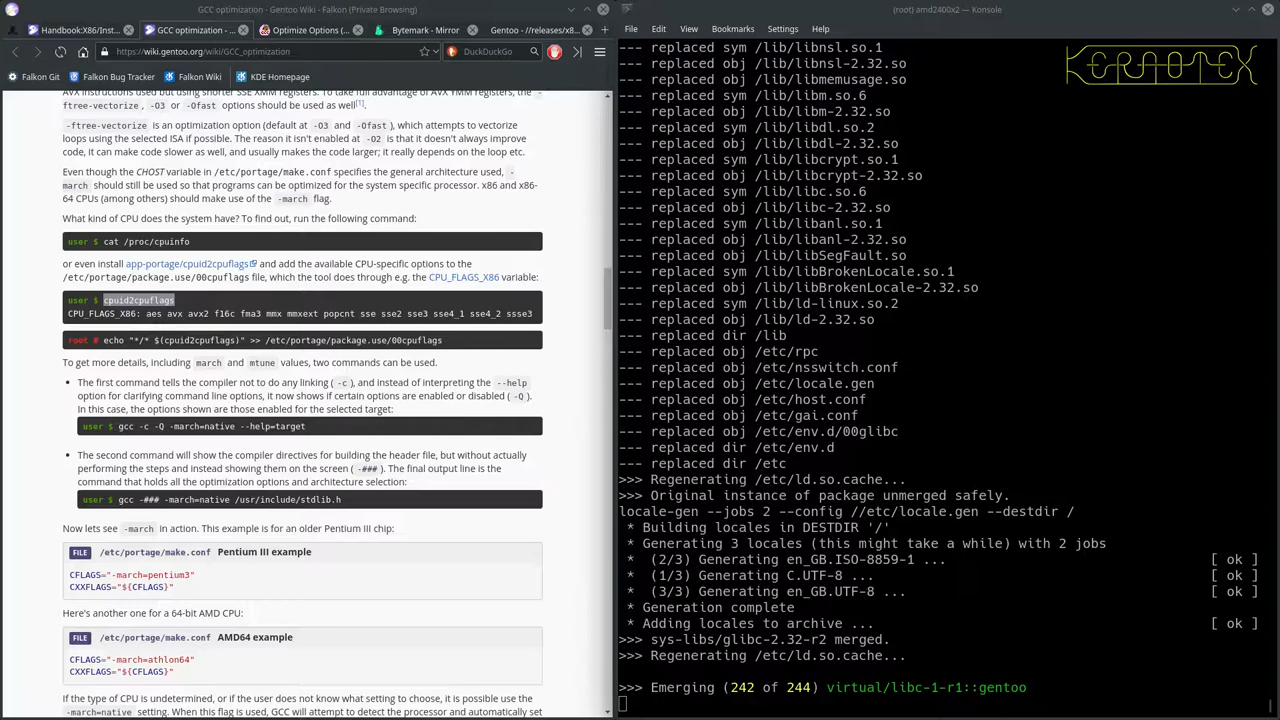 GCC optimization - Gentoo Wiki - Falkon (Private Browsing)
Handbook:X86/Inst...
GCC optimization - ...
Optimize Options (...
Bytemark - Mirror
Gentoo – /releases/x8...
https://wiki.gentoo.org/wiki/GCC_optimization
DuckDuckGo
Falkon Git
Falkon Bug Tracker
Falkon Wiki
KDE Homepage
AVX instructions used but using shorter SSE XMM registers. To take full advantage of AVX YMM registers, the -
ftree-vectorize, -O3 or -Ofast options should be used as well[1].
-ftree-vectorize is an optimization option (default at -O3 and -Ofast), which attempts to vectorize
loops using the selected ISA if possible. The reason it isn't enabled at -O2 is that it doesn't always improve
code, it can make code slower as well, and usually makes the code larger; it really depends on the loop etc.
Even though the CHOST variable in /etc/portage/make.conf specifies the general architecture used, -
march should still be used so that programs can be optimized for the system specific processor. x86 and x86-
64 CPUs (among others) should make use of the -march flag.
What kind of CPU does the system have? To find out, run the following command:
user $ cat /proc/cpuinfo
or even install app-portage/cpuid2cpuflags and add the available CPU-specific options to the
/etc/portage/package.use/00cpuflags file, which the tool does through e.g. the CPU_FLAGS_X86 variable:
user $ cpuid2cpuflags
CPU_FLAGS_X86: aes avx avx2 f16c fma3 mmx mmxext popcnt sse sse2 sse3 sse4_1 sse4_2 ssse3
root # echo "*/* $(cpuid2cpuflags)" >> /etc/portage/package.use/00cpuflags
To get more details, including march and mtune values, two commands can be used.
• The first command tells the compiler not to do any linking (-c), and instead of interpreting the --help
option for clarifying command line options, it now shows if certain options are enabled or disabled (-Q).
In this case, the options shown are those enabled for the selected target:
user $ gcc -c -Q -march=native --help=target
• The second command will show the compiler directives for building the header file, but without actually
performing the steps and instead showing them on the screen (-###). The final output line is the
command that holds all the optimization options and architecture selection:
user $ gcc -### -march=native /usr/include/stdlib.h
Now lets see -march in action. This example is for an older Pentium III chip:
FILE /etc/portage/make.conf Pentium III example
CFLAGS="-march=pentium3"
CXXFLAGS="${CFLAGS}"
Here's another one for a 64-bit AMD CPU:
FILE /etc/portage/make.conf AMD64 example
CFLAGS="-march=athlon64"
CXXFLAGS="${CFLAGS}"
If the type of CPU is undetermined, or if the user does not know what setting to choose, it is possible use the
-march=native setting. When this flag is used, GCC will attempt to detect the processor and automatically set
(root) amd2400x2 — Konsole
File Edit View Bookmarks Settings Help
KERAOTEX
--- replaced sym /lib/libnsl.so.1
--- replaced obj /lib/libnsl-2.32.so
--- replaced obj /lib/libmemusage.so
--- replaced sym /lib/libm.so.6
--- replaced obj /lib/libm-2.32.so
--- replaced sym /lib/libdl.so.2
--- replaced obj /lib/libdl-2.32.so
--- replaced sym /lib/libcrypt.so.1
--- replaced obj /lib/libcrypt-2.32.so
--- replaced sym /lib/libc.so.6
--- replaced obj /lib/libc-2.32.so
--- replaced sym /lib/libanl.so.1
--- replaced obj /lib/libanl-2.32.so
--- replaced obj /lib/libSegFault.so
--- replaced sym /lib/libBrokenLocale.so.1
--- replaced obj /lib/libBrokenLocale-2.32.so
--- replaced sym /lib/ld-linux.so.2
--- replaced obj /lib/ld-2.32.so
--- replaced dir /lib
--- replaced obj /etc/rpc
--- replaced obj /etc/nsswitch.conf
--- replaced obj /etc/locale.gen
--- replaced obj /etc/host.conf
--- replaced obj /etc/gai.conf
--- replaced obj /etc/env.d/00glibc
--- replaced dir /etc/env.d
--- replaced dir /etc
>>> Regenerating /etc/ld.so.cache...
>>> Original instance of package unmerged safely.
locale-gen --jobs 2 --config //etc/locale.gen --destdir /
* Building locales in DESTDIR '/'
* Generating 3 locales (this might take a while) with 2 jobs
* (2/3) Generating en_GB.ISO-8859-1 ... [ ok ]
* (1/3) Generating C.UTF-8 ... [ ok ]
* (3/3) Generating en_GB.UTF-8 ... [ ok ]
* Generation complete
* Adding locales to archive ... [ ok ]
>>> sys-libs/glibc-2.32-r2 merged.
>>> Regenerating /etc/ld.so.cache...
>>> Emerging (242 of 244) virtual/libc-1-r1::gentoo